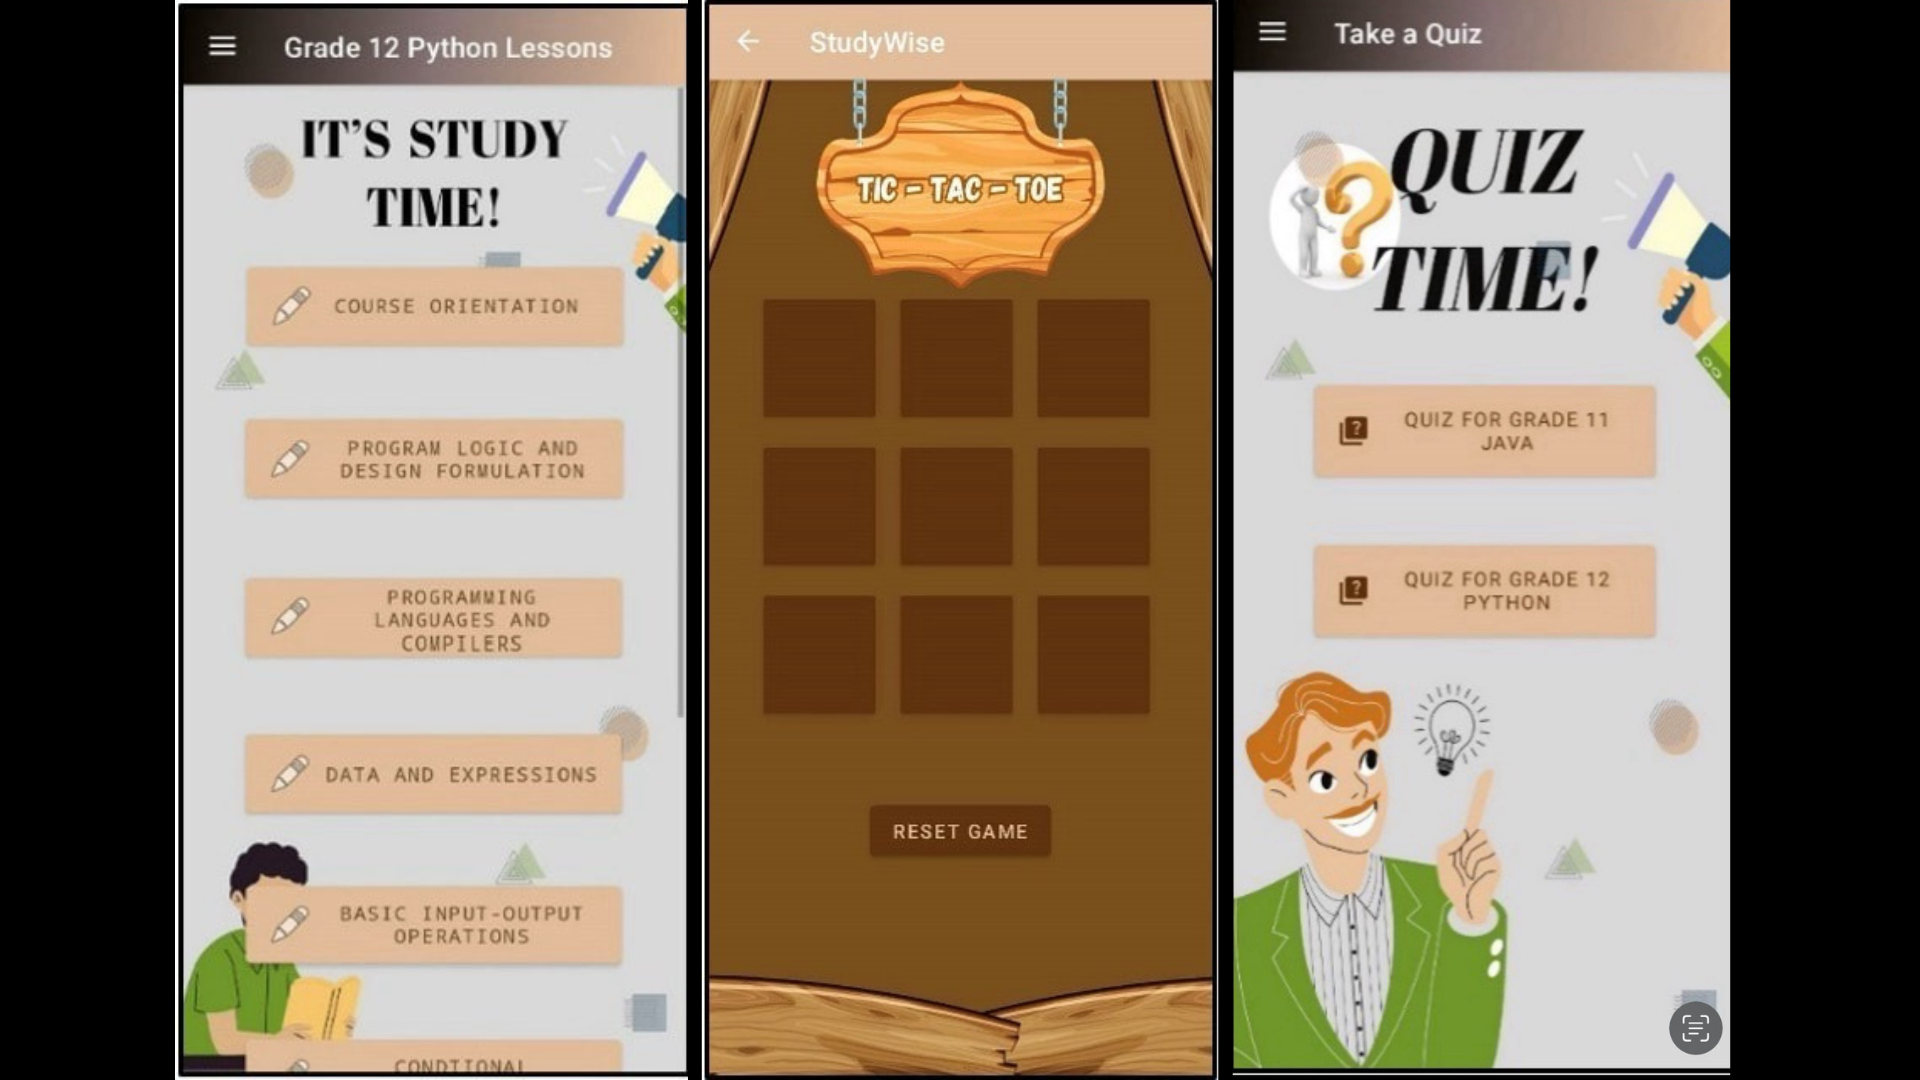 Grade 12 Python Lessons
IT'S STUDY
TIME!
COURSE ORIENTATION
PROGRAM LOGIC AND
DESIGN FORMULATION
PROGRAMMING
LANGUAGES AND
COMPILERS
DATA AND EXPRESSIONS
BASIC INPUT-OUTPUT
OPERATIONS
CONDTIONAL
StudyWise
TIC - TAC - TOE
RESET GAME
Take a Quiz
QUIZ
TIME!
QUIZ FOR GRADE 11
JAVA
QUIZ FOR GRADE 12
PYTHON